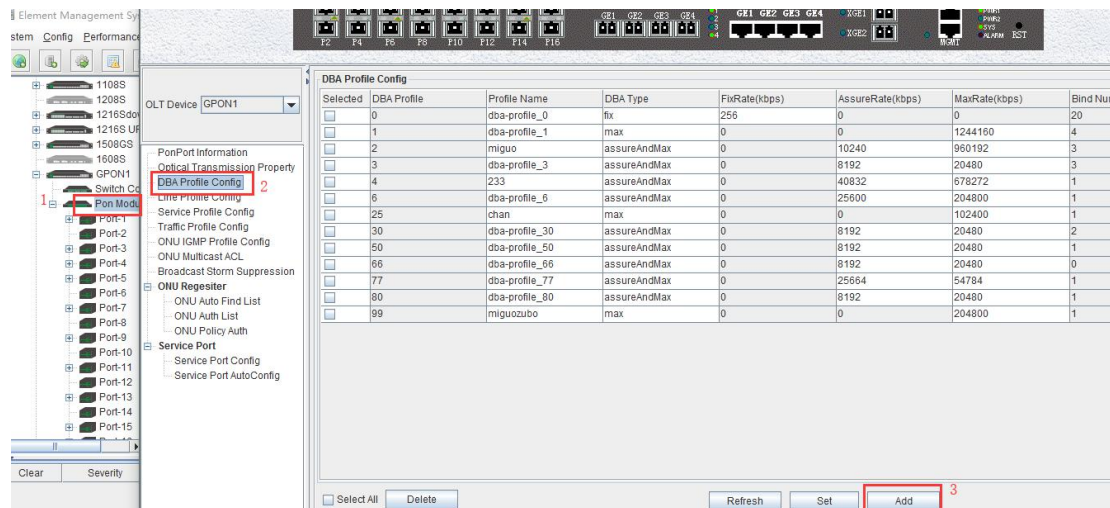 Element Management Sy
stem Config Performance
P2 P4 P6 P8 P10 P12 P14 P16
GE1 GE2 GE3 GE4
1
2
3
4
GE1 GE2 GE3 GE4
XGE1
XGE2
MGMT
PWR1
PWR2
SYS
ALARM
RST
1108S
1208S
1216Sdov
1216S UF
1508GS
1608S
GPON1
Switch Co
1
Pon Modu
Port-1
Port-2
Port-3
Port-4
Port-5
Port-6
Port-7
Port-8
Port-9
Port-10
Port-11
Port-12
Port-13
Port-14
Port-15
Clear Severity
OLT Device GPON1
PonPort Information
Optical Transmission Property
DBA Profile Config 2
Line Profile Config
Service Profile Config
Traffic Profile Config
ONU IGMP Profile Config
ONU Multicast ACL
Broadcast Storm Suppression
ONU Regesiter
ONU Auto Find List
ONU Auth List
ONU Policy Auth
Service Port
Service Port Config
Service Port AutoConfig
DBA Profile Config
Selected DBA Profile Profile Name DBA Type FixRate(kbps) AssureRate(kbps) MaxRate(kbps) Bind Nur
0 dba-profile_0 fix 256 0 0 20
1 dba-profile_1 max 0 0 1244160 4
2 miguo assureAndMax 0 10240 960192 3
3 dba-profile_3 assureAndMax 0 8192 20480 3
4 233 assureAndMax 0 40832 678272 1
6 dba-profile_6 assureAndMax 0 25600 204800 1
25 chan max 0 0 102400 1
30 dba-profile_30 assureAndMax 0 8192 20480 2
50 dba-profile_50 assureAndMax 0 8192 20480 1
66 dba-profile_66 assureAndMax 0 8192 20480 0
77 dba-profile_77 assureAndMax 0 25664 54784 1
80 dba-profile_80 assureAndMax 0 8192 20480 1
99 miguozubo max 0 0 204800 1
Select All Delete Refresh Set Add 3